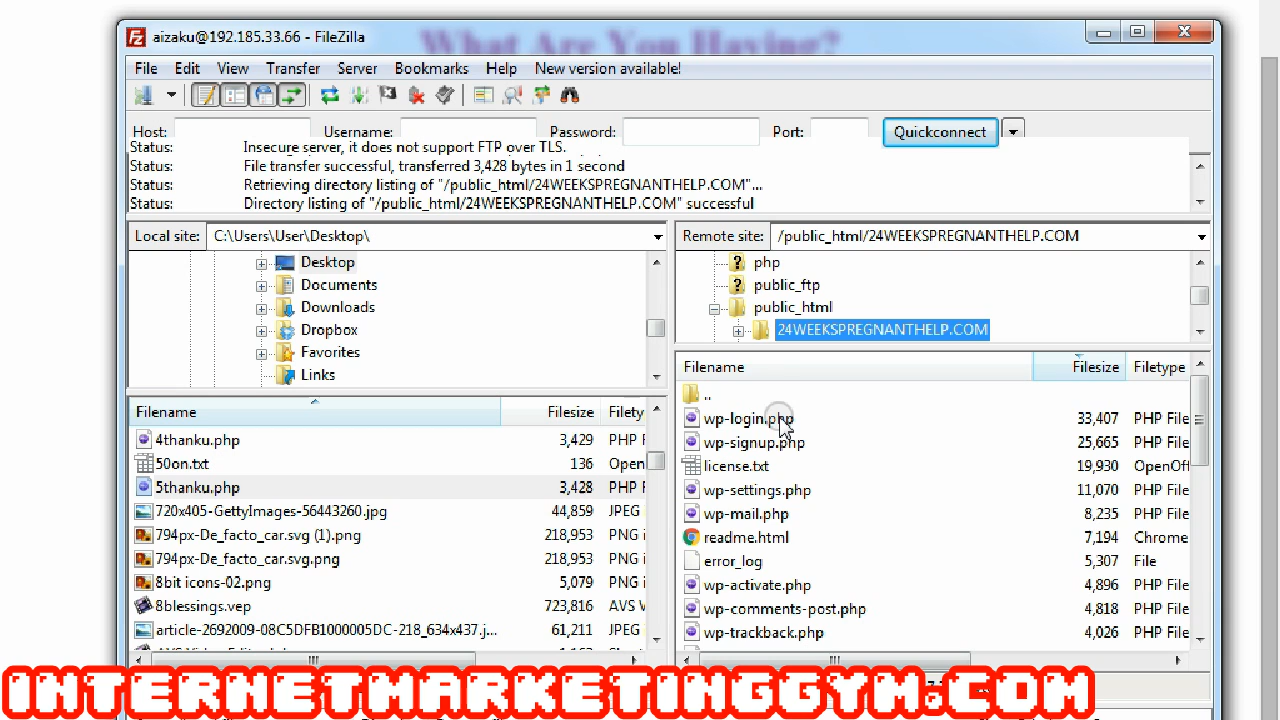 What Are You Having?
aizaku@192.185.33.66 - FileZilla
File Edit View Transfer Server Bookmarks Help New version available!
Host: Username: Password: Port: Quickconnect
Status: Insecure server, it does not support FTP over TLS.
Status: File transfer successful, transferred 3,428 bytes in 1 second
Status: Retrieving directory listing of "/public_html/24WEEKSPREGNANTHELP.COM"...
Status: Directory listing of "/public_html/24WEEKSPREGNANTHELP.COM" successful
Local site: C:\Users\User\Desktop\
Desktop
Documents
Downloads
Dropbox
Favorites
Links
Filename Filesize Filety
4thanku.php 3,429 PHP F
50on.txt 136 Open
5thanku.php 3,428 PHP F
720x405-GettyImages-56443260.jpg 44,859 JPEG
794px-De_facto_car.svg (1).png 218,953 PNG i
794px-De_facto_car.svg.png 218,953 PNG i
8bit icons-02.png 5,079 PNG i
8blessings.vep 723,816 AVS V
article-2692009-08C5DFB1000005DC-218_634x437.j... 61,211 JPEG
Remote site: /public_html/24WEEKSPREGNANTHELP.COM
php
public_ftp
public_html
24WEEKSPREGNANTHELP.COM
Filename Filesize Filetype
..
wp-login.php 33,407 PHP File
wp-signup.php 25,665 PHP File
license.txt 19,930 OpenOff
wp-settings.php 11,070 PHP File
wp-mail.php 8,235 PHP File
readme.html 7,194 Chrome
error_log 5,307 File
wp-activate.php 4,896 PHP File
wp-comments-post.php 4,818 PHP File
wp-trackback.php 4,026 PHP File
INTERNETMARKETINGGYM.COM